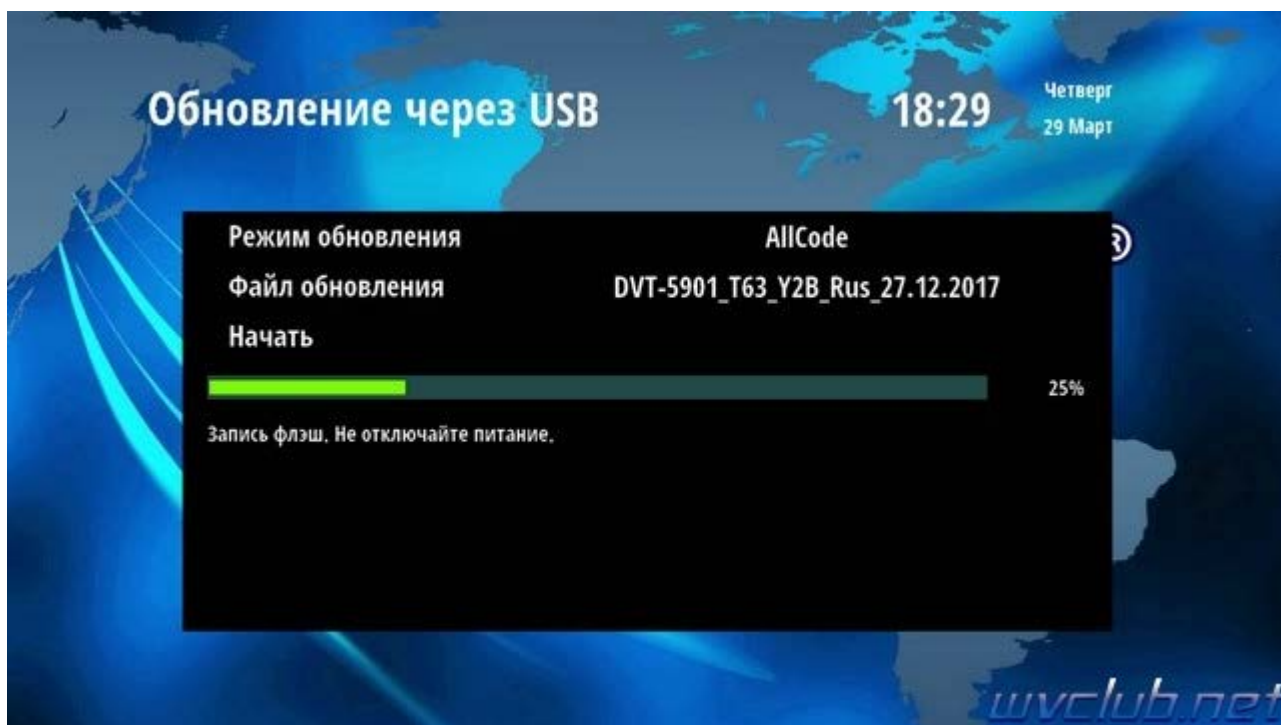 Обновление через USB
18:29
Четверг
29 Март
Режим обновления AllCode
Файл обновления DVT-5901_T63_Y2B_Rus_27.12.2017
Начать
25%
Запись флэш, Не отключайте питание,
®
wvclub.net